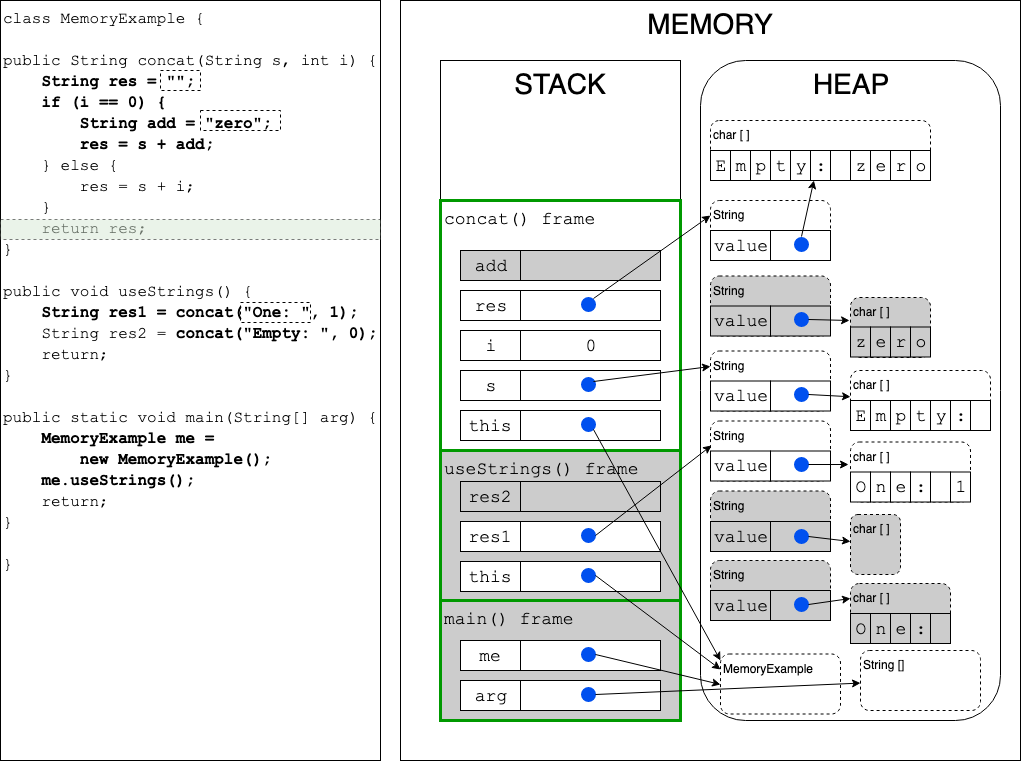 class MemoryExample {
public String concat(String s, int i) {
    String res = "";
    if (i == 0) {
        String add = "zero";
        res = s + add;
    } else {
        res = s + i;
    }
    return res;
}
public void useStrings() {
    String res1 = concat("One: ", 1);
    String res2 = concat("Empty: ", 0);
    return;
}
public static void main(String[] arg) {
    MemoryExample me =
        new MemoryExample();
    me.useStrings();
    return;
}
}
MEMORY
STACK
concat() frame
add
res
i 0
s
this
useStrings() frame
res2
res1
this
main() frame
me
arg
HEAP
char [ ]
E m p t y :   z e r o
String
value
String
value
char [ ]
z e r o
String
value
char [ ]
E m p t y :
String
value
char [ ]
O n e :   1
String
value
char [ ]
String
value
char [ ]
O n e :
MemoryExample
String []